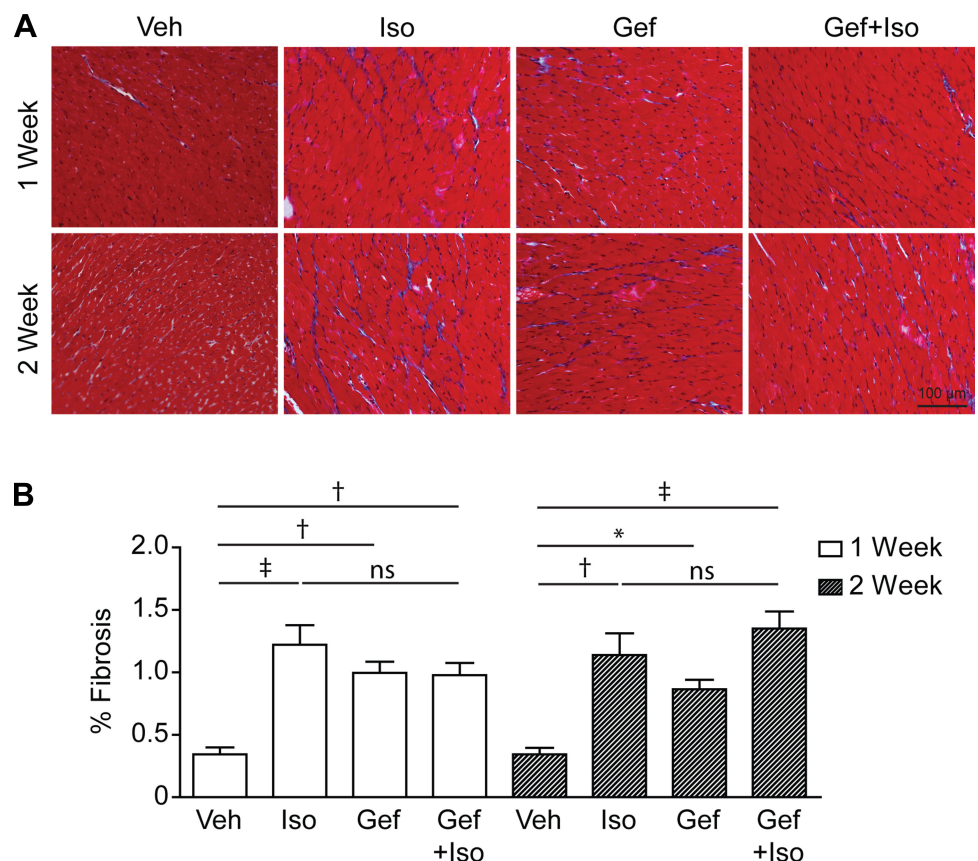 A
Veh Iso Gef Gef+Iso
1 Week
2 Week
100 µm
B
† ‡
† *
‡ ns † ns
% Fibrosis
2.0
1.5
1.0
0.5
0
1 Week
2 Week
Veh Iso Gef Gef Veh Iso Gef Gef
+Iso +Iso